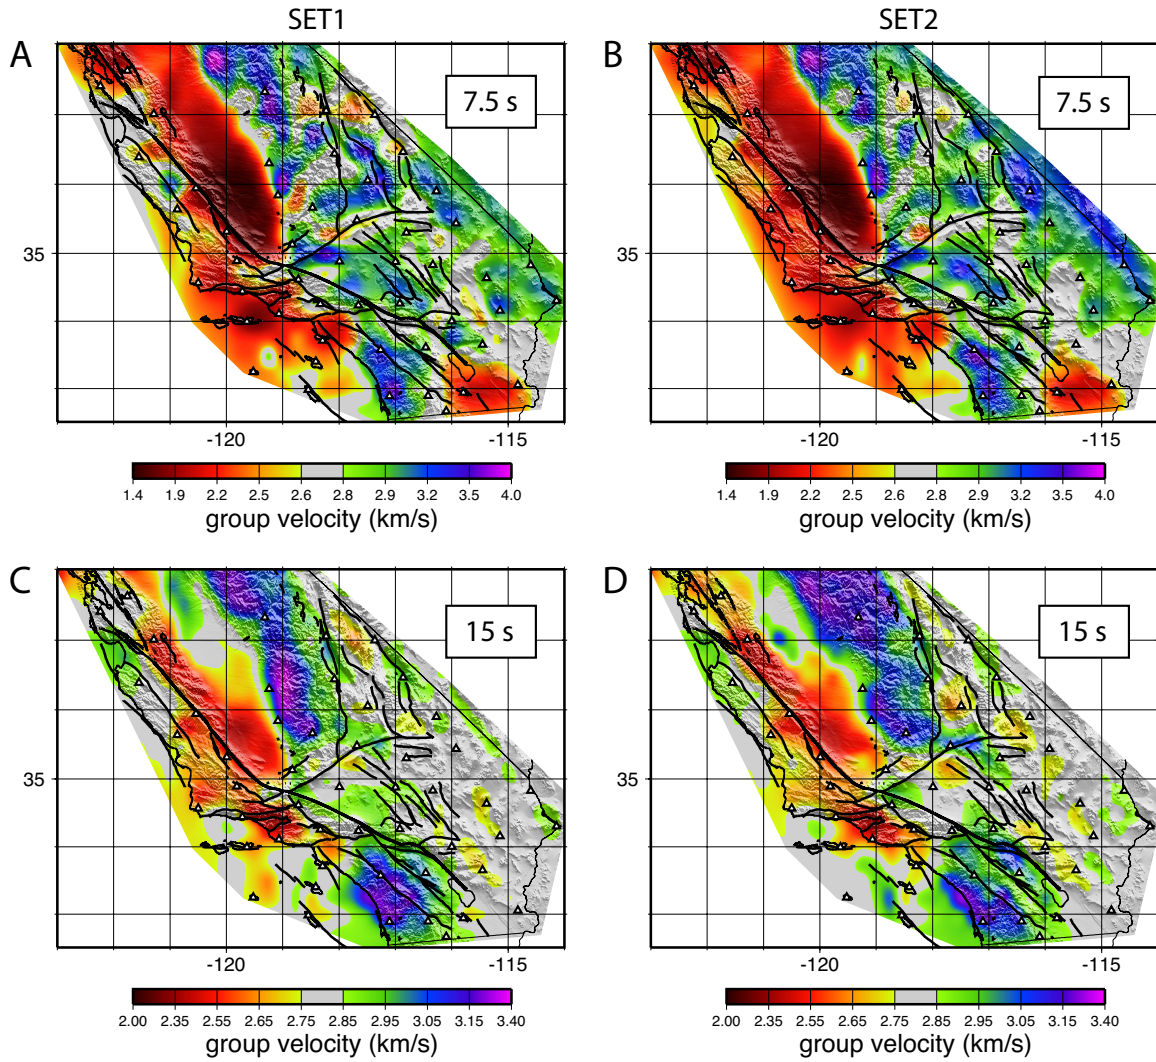 SET1 SET2
A B
7.5 s 7.5 s
35 35
-120 -115 -120 -115
1.4 1.9 2.2 2.5 2.6 2.8 2.9 3.2 3.5 4.0 1.4 1.9 2.2 2.5 2.6 2.8 2.9 3.2 3.5 4.0
group velocity (km/s) group velocity (km/s)
C D
15 s 15 s
35 35
-120 -115 -120 -115
2.00 2.35 2.55 2.65 2.75 2.85 2.95 3.05 3.15 3.40 2.00 2.35 2.55 2.65 2.75 2.85 2.95 3.05 3.15 3.40
group velocity (km/s) group velocity (km/s)